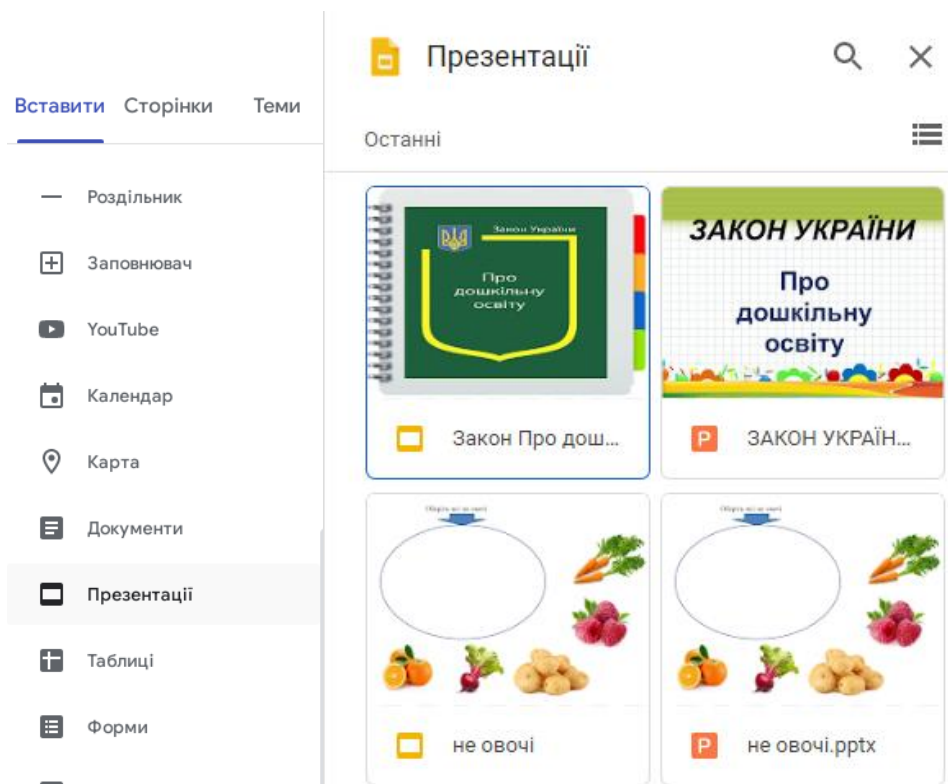 Вставити Сторінки Теми
Роздільник
Заповнювач
YouTube
Календар
Карта
Документи
Презентації
Таблиці
Форми
Презентації
Останні
Закон України
Про
дошкільну
освіту
Закон Про дош...
ЗАКОН УКРАЇНИ
Про
дошкільну
освіту
P ЗАКОН УКРАЇН...
не овочі
P не овочі.pptx